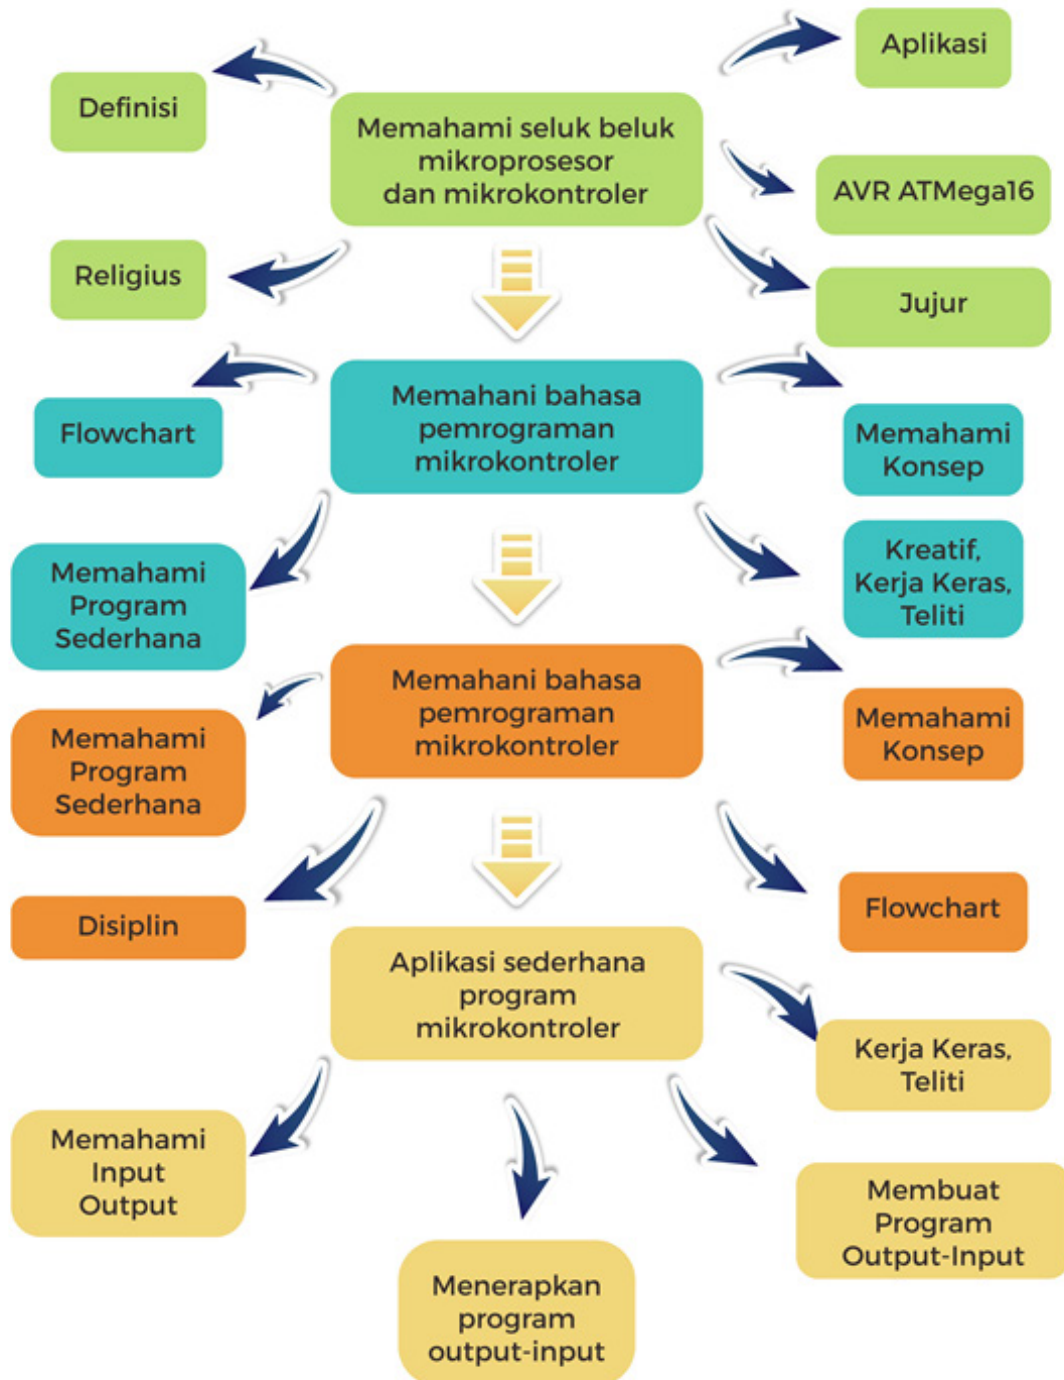 Aplikasi
Definisi
Memahami seluk beluk
mikroprosesor
dan mikrokontroler
AVR ATMega16
Religius
Jujur
Flowchart
Memahani bahasa
pemrograman
mikrokontroler
Memahami
Konsep
Memahami
Program
Sederhana
Kreatif,
Kerja Keras,
Teliti
Memahami
Program
Sederhana
Memahani bahasa
pemrograman
mikrokontroler
Memahami
Konsep
Disiplin
Flowchart
Aplikasi sederhana
program
mikrokontroler
Kerja Keras,
Teliti
Memahami
Input
Output
Membuat
Program
Output-Input
Menerapkan
program
output-input